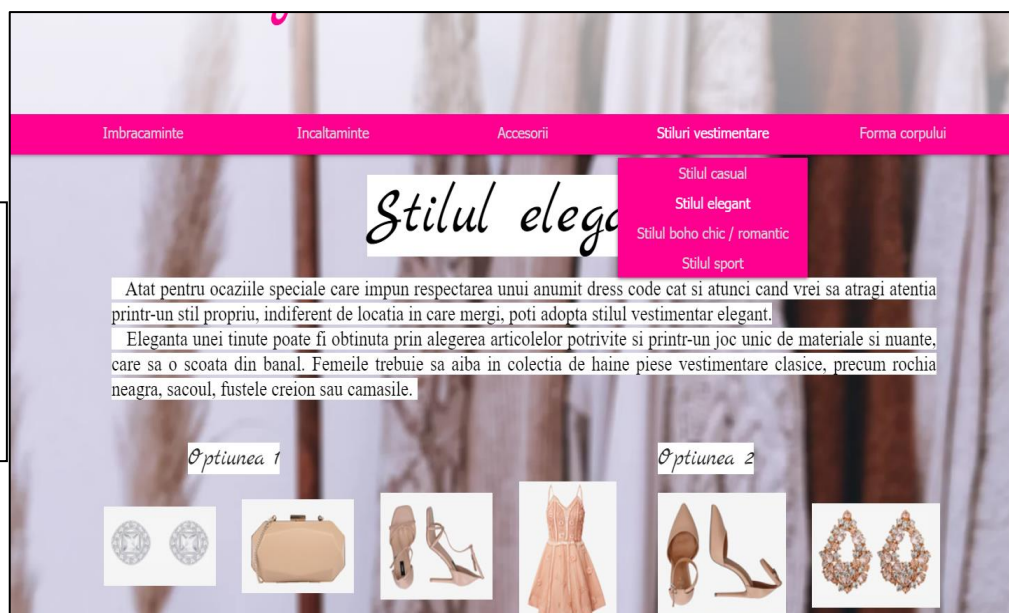 Imbracaminte
Incaltaminte
Accesorii
Stiluri vestimentare
Forma corpului
Stilul casual
Stilul elegant
Stilul boho chic / romantic
Stilul sport
Stilul
Atat pentru ocaziile speciale care impun respectarea unui anumit dress code cat si atunci cand vrei sa atragi atentia
printr-un stil propriu, indiferent de locatia in care mergi, poti adopta stilul vestimentar elegant.
Eleganta unei tinute poate fi obtinuta prin alegerea articolelor potrivite si printr-un joc unic de materiale si nuante,
care sa o scoata din banal. Femeile trebuie sa aiba in colectia de haine piese vestimentare clasice, precum rochia
neagra, sacoul, fustele creion sau camasile.
Optiunea 1
Optiunea 2